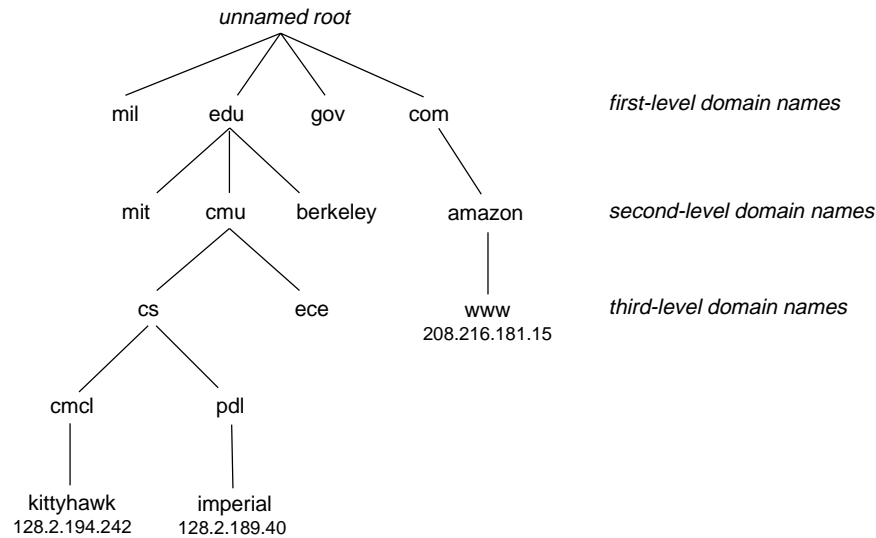 unnamed root
mil edu gov com first-level domain names
mit cmu berkeley amazon second-level domain names
cs ece www third-level domain names
208.216.181.15
cmcl pdl
kittyhawk imperial
128.2.194.242 128.2.189.40